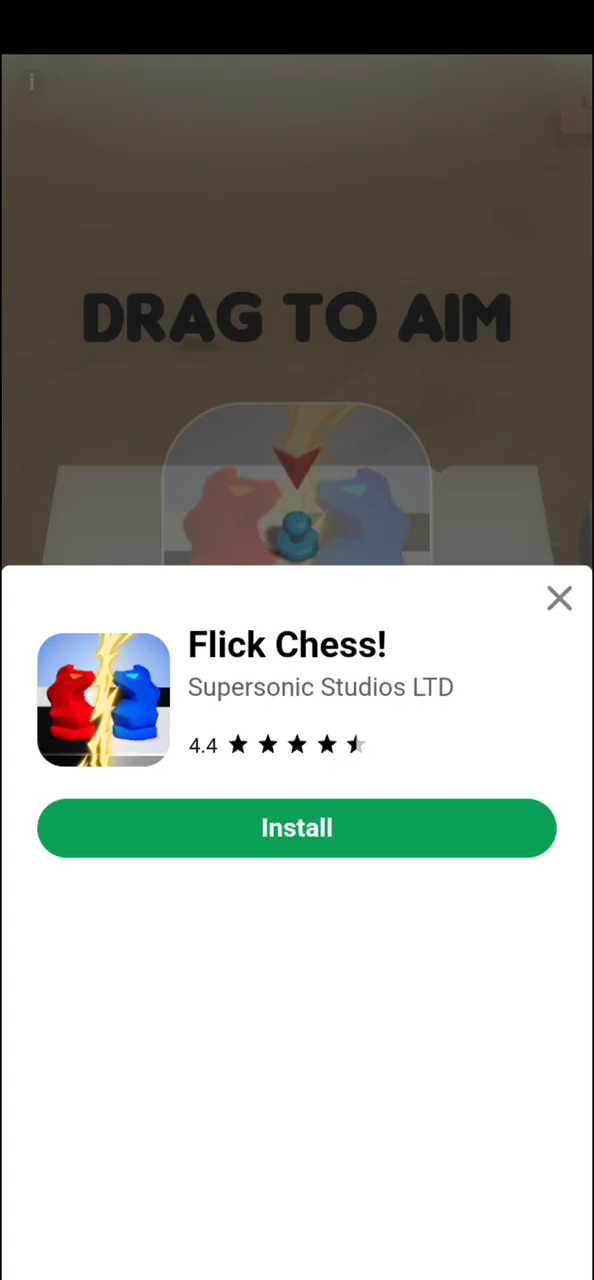 i
DRAG TO AIM
Flick Chess!
Supersonic Studios LTD
4.4
Install